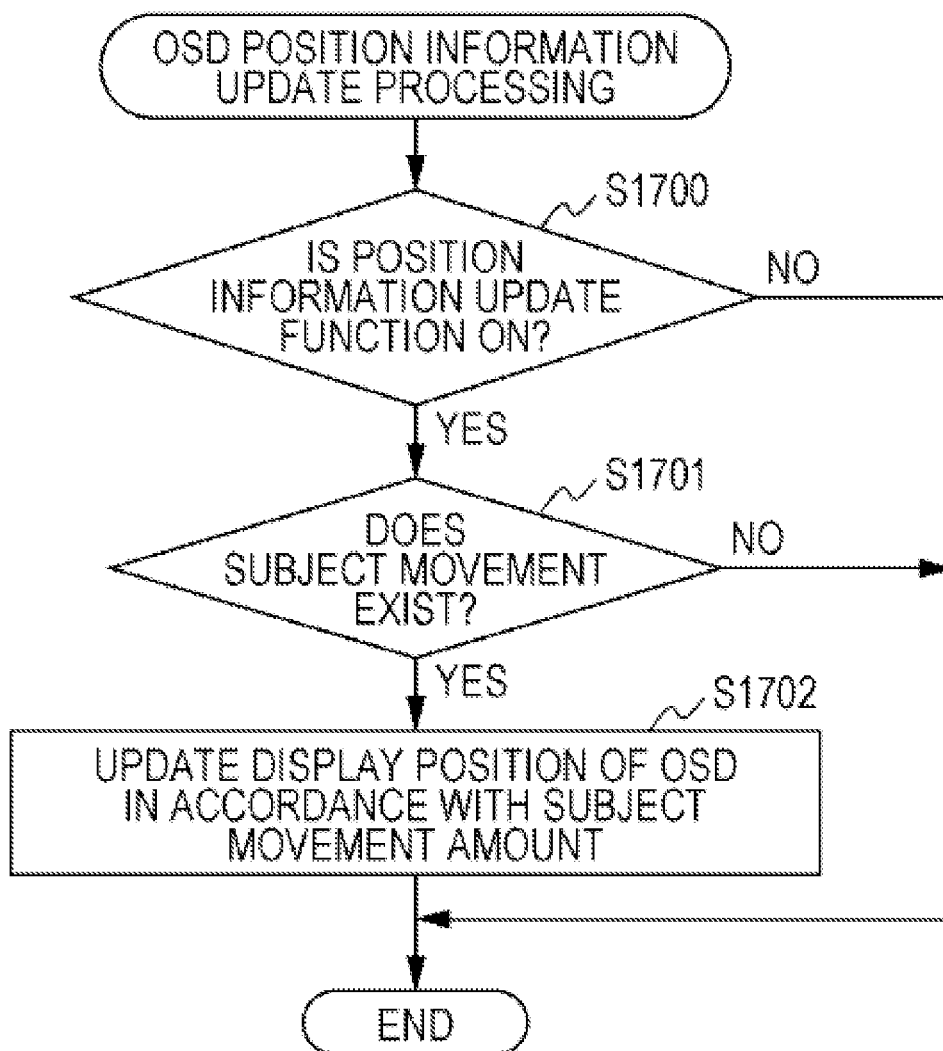 OSD POSITION INFORMATION
UPDATE PROCESSING
S1700
IS POSITION
INFORMATION UPDATE
FUNCTION ON?
NO
YES
S1701
DOES
SUBJECT MOVEMENT
EXIST?
NO
YES
S1702
UPDATE DISPLAY POSITION OF OSD
IN ACCORDANCE WITH SUBJECT
MOVEMENT AMOUNT
END